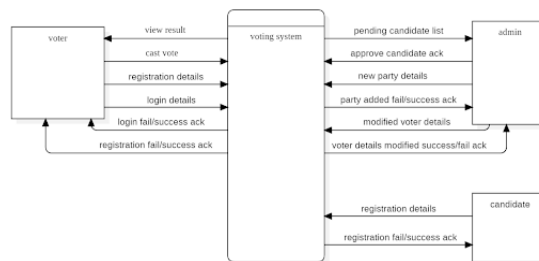 voter
view result
cast vote
registration details
login details
login fail/success ack
registration fail/success ack
voting system
pending candidate list
approve candidate ack
new party details
party added fail/success ack
modified voter details
voter details modified success/fail ack
admin
registration details
registration fail/success ack
candidate